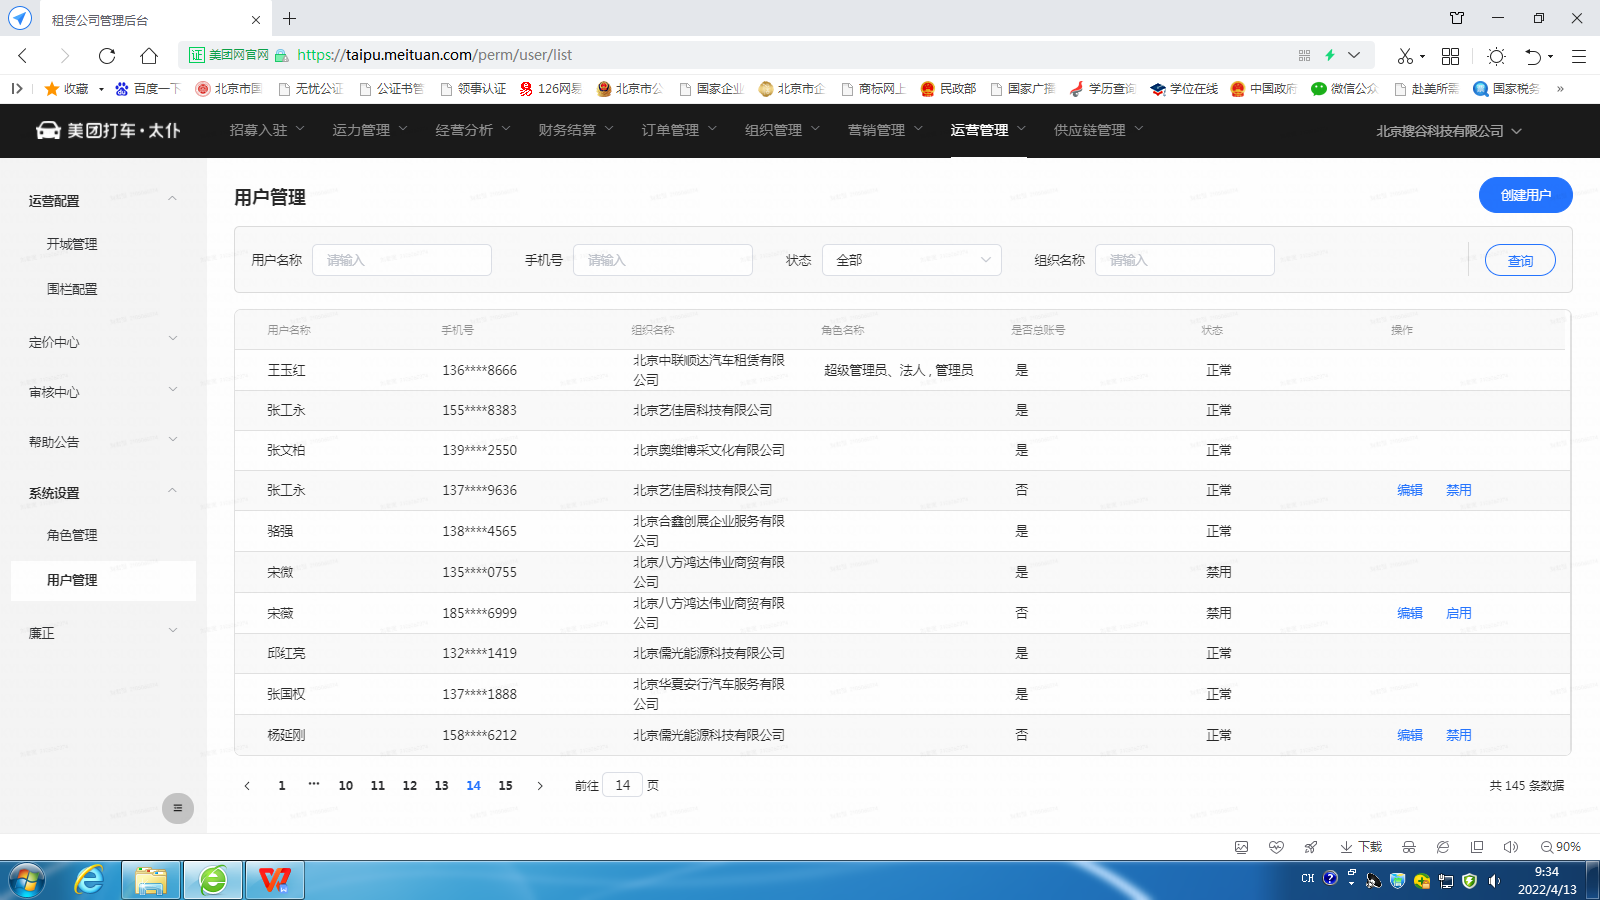 租赁公司管理后台
证 美团网官网 https://taipu.meituan.com/perm/user/list
收藏 百度一下 北京市国 无忧公证 公证书管 领事认证 126网易 北京市公 国家企业 北京市企 商标网上 民政部 国家广播 学历查询 学位在线 中国政府 微信公众 赴美所需 国家税务 »
美团打车·太仆 招募入驻 运力管理 经营分析 财务结算 订单管理 组织管理 营销管理 运营管理 供应链管理 北京搜谷科技有限公司
运营配置
开城管理
围栏配置
定价中心
审核中心
帮助公告
系统设置
角色管理
用户管理
廉正
用户管理 创建用户
用户名称 请输入 手机号 请输入 状态 全部 组织名称 请输入 查询
用户名称 手机号 组织名称 角色名称 是否总账号 状态 操作
王玉红 136****8666 北京中联顺达汽车租赁有限公司 超级管理员、法人,管理员 是 正常
张工永 155****8383 北京艺佳居科技有限公司 是 正常
张文柏 139****2550 北京奥维博采文化有限公司 是 正常
张工永 137****9636 北京艺佳居科技有限公司 否 正常 编辑 禁用
骆强 138****4565 北京合鑫创展企业服务有限公司 是 正常
宋微 135****0755 北京八方鸿达伟业商贸有限公司 是 禁用
宋薇 185****6999 北京八方鸿达伟业商贸有限公司 否 禁用 编辑 启用
邱红亮 132****1419 北京儒光能源科技有限公司 是 正常
张国权 137****1888 北京华夏安行汽车服务有限公司 是 正常
杨延刚 158****6212 北京儒光能源科技有限公司 否 正常 编辑 禁用
1 ··· 10 11 12 13 14 15 前往 14 页 共 145 条数据
下载 90%
CH 9:34
2022/4/13